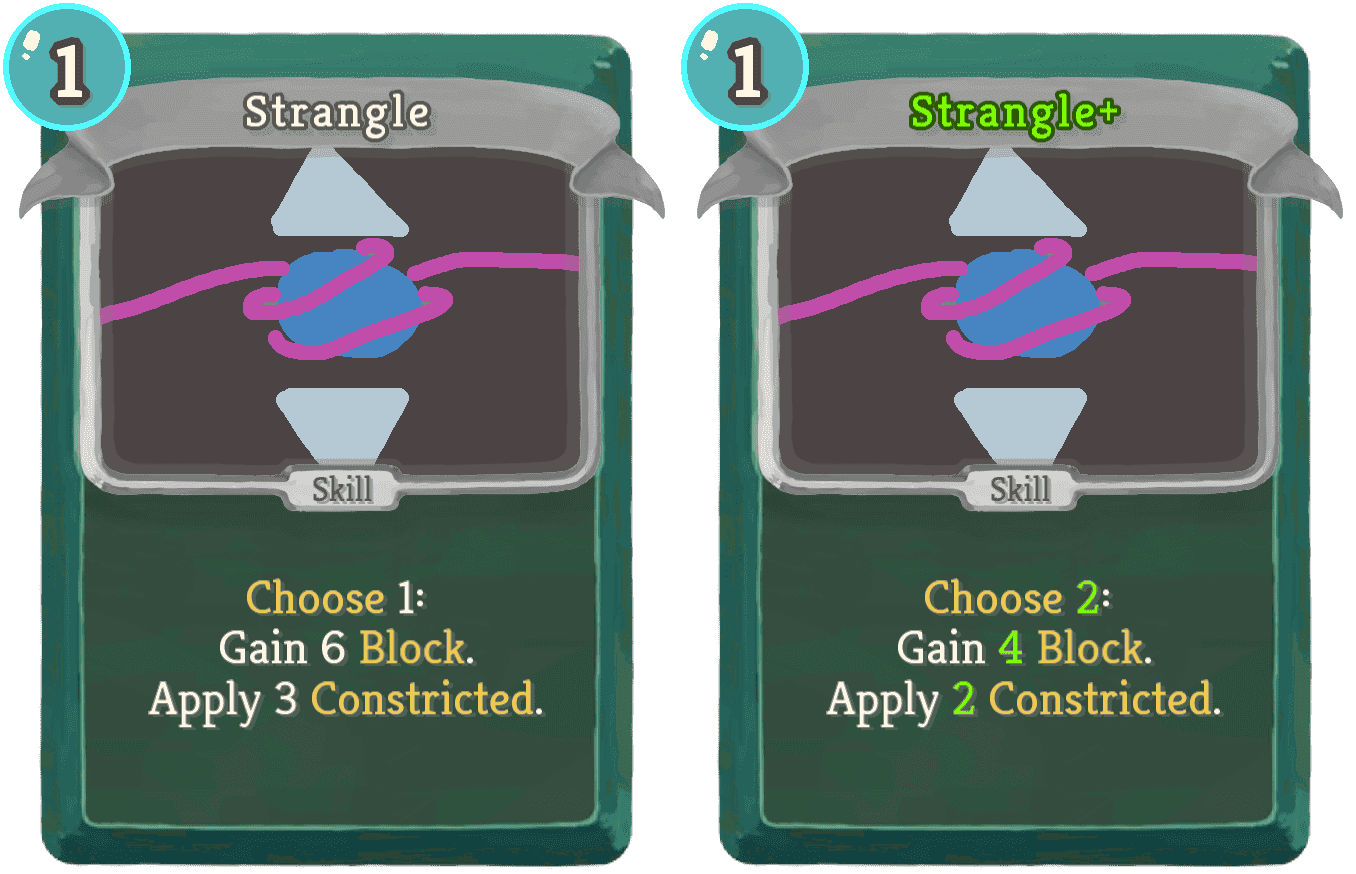 1
Strangle
Skill
Choose 1:
Gain 6 Block.
Apply 3 Constricted.
1
Strangle+
Skill
Choose 2:
Gain 4 Block.
Apply 2 Constricted.